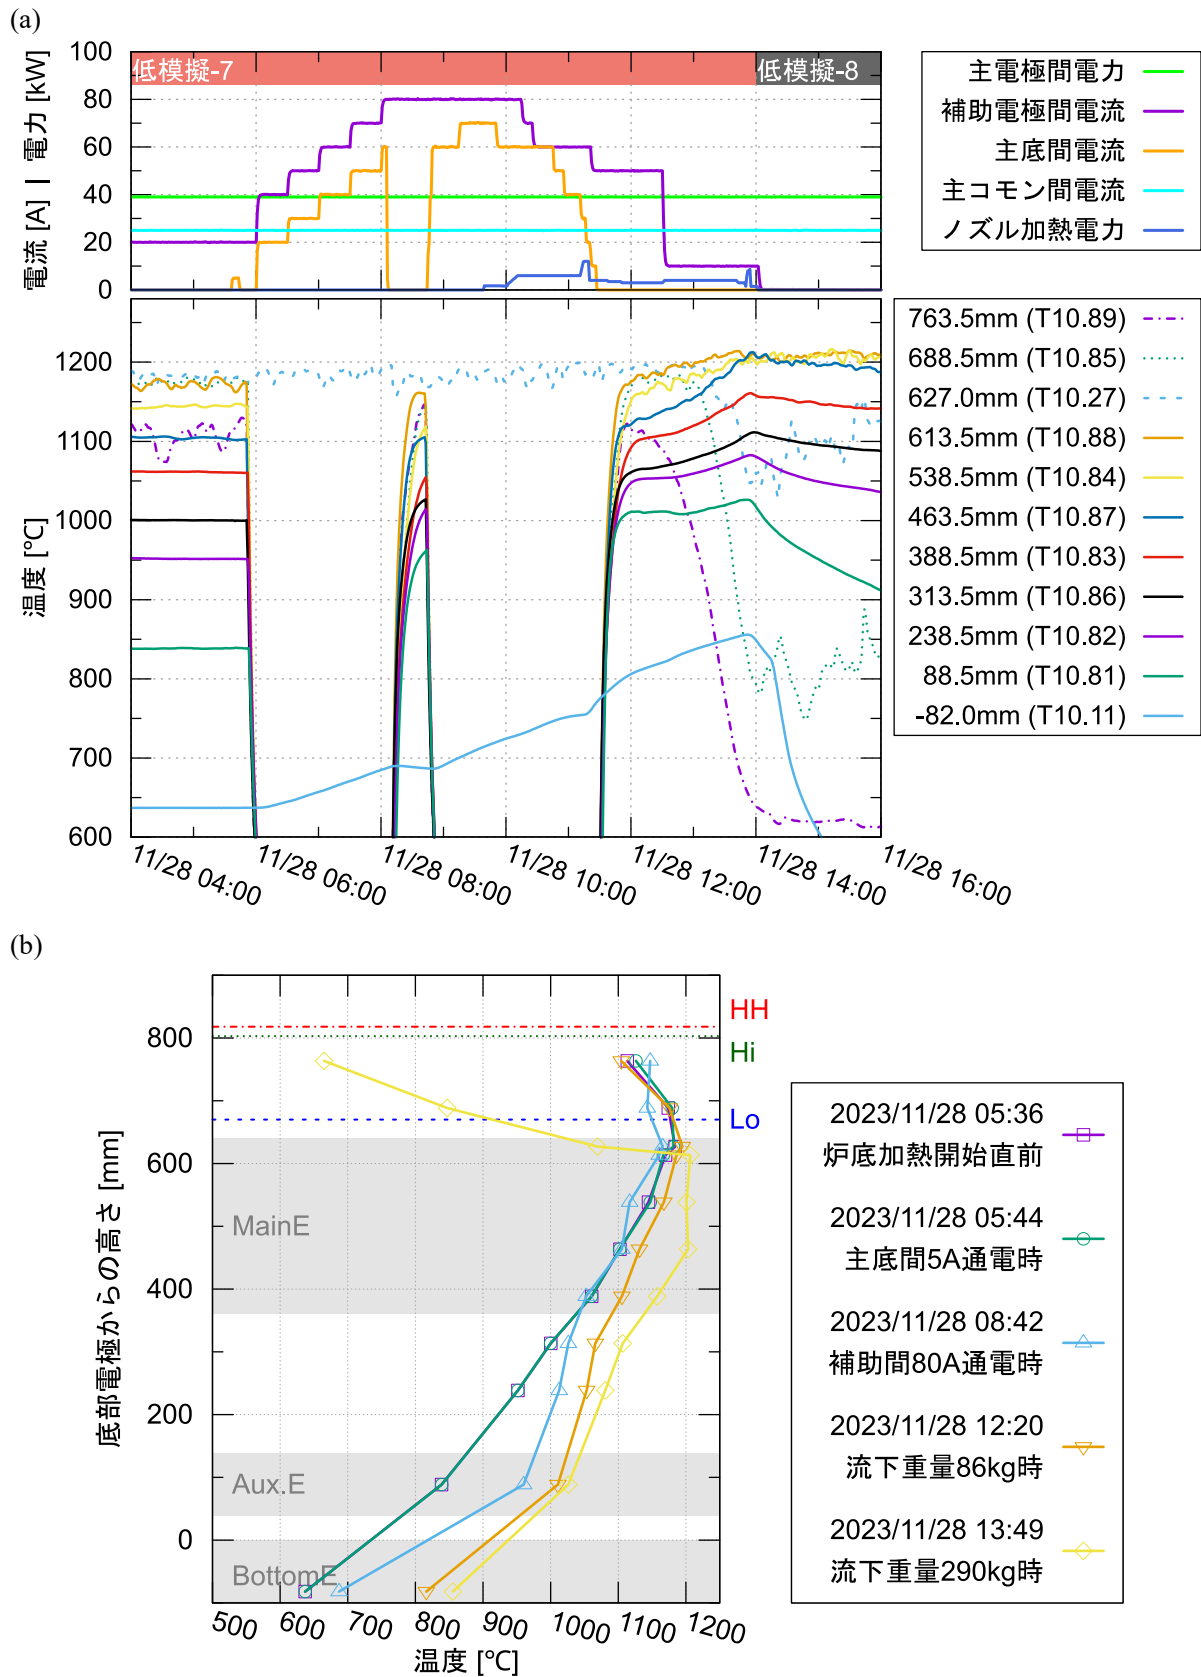 (a)
100
80
60
40
20
0
電流 [A] | 電力 [kW]
低模擬-7
低模擬-8
主電極間電力
補助電極間電流
主底間電流
主コモン間電流
ノズル加熱電力
1200
1100
1000
900
800
700
600
温度 [℃]
11/28 04:00
11/28 06:00
11/28 08:00
11/28 10:00
11/28 12:00
11/28 14:00
11/28 16:00
763.5mm (T10.89)
688.5mm (T10.85)
627.0mm (T10.27)
613.5mm (T10.88)
538.5mm (T10.84)
463.5mm (T10.87)
388.5mm (T10.83)
313.5mm (T10.86)
238.5mm (T10.82)
88.5mm (T10.81)
-82.0mm (T10.11)
(b)
HH
Hi
Lo
800
600
400
200
0
底部電極からの高さ [mm]
MainE
Aux.E
BottomE
500
600
700
800
900
1000
1100
1200
温度 [℃]
2023/11/28 05:36
炉底加熱開始直前
2023/11/28 05:44
主底間5A通電時
2023/11/28 08:42
補助間80A通電時
2023/11/28 12:20
流下重量86kg時
2023/11/28 13:49
流下重量290kg時